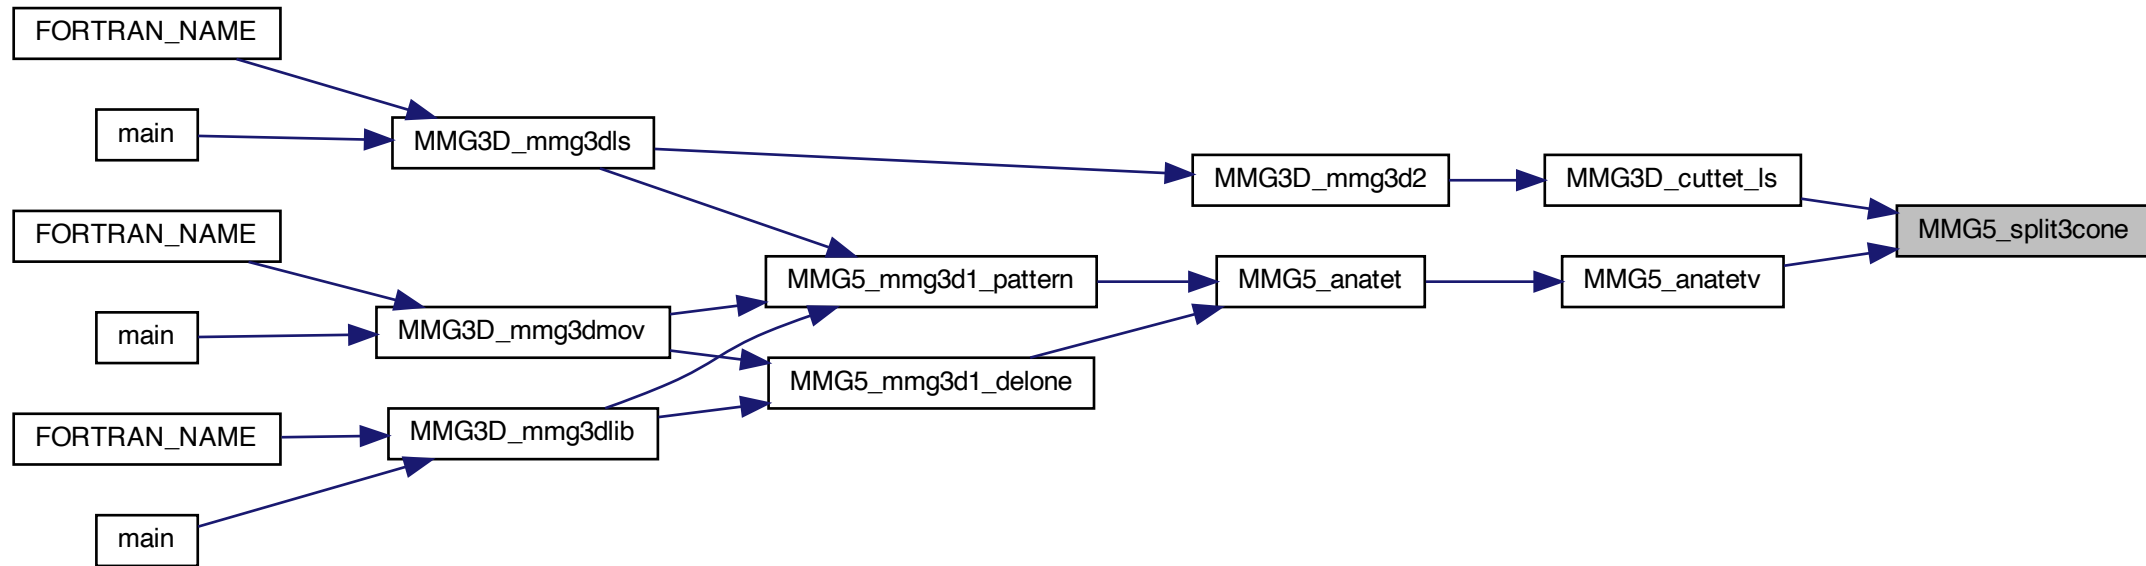 FORTRAN_NAME
main
MMG3D_mmg3dls
MMG3D_mmg3d2
MMG3D_cuttet_ls
MMG5_split3cone
FORTRAN_NAME
MMG5_mmg3d1_pattern
MMG5_anatet
MMG5_anatetv
main
MMG3D_mmg3dmov
MMG5_mmg3d1_delone
FORTRAN_NAME
MMG3D_mmg3dlib
main